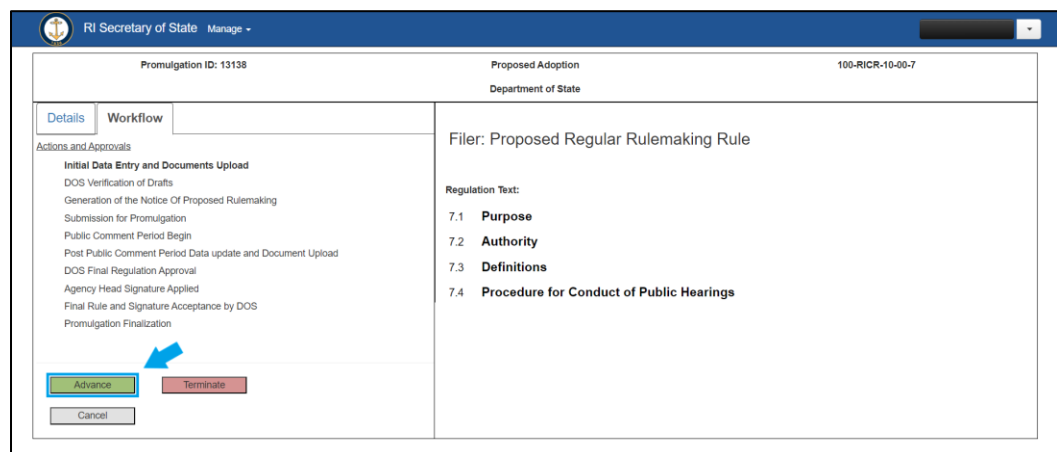 RI Secretary of State Manage
Promulgation ID: 13138
Proposed Adoption
100-RICR-10-00-7
Department of State
Details
Workflow
Actions and Approvals
Initial Data Entry and Documents Upload
DOS Verification of Drafts
Generation of the Notice Of Proposed Rulemaking
Submission for Promulgation
Public Comment Period Begin
Post Public Comment Period Data update and Document Upload
DOS Final Regulation Approval
Agency Head Signature Applied
Final Rule and Signature Acceptance by DOS
Promulgation Finalization
Advance
Terminate
Cancel
Filer: Proposed Regular Rulemaking Rule
Regulation Text:
7.1 Purpose
7.2 Authority
7.3 Definitions
7.4 Procedure for Conduct of Public Hearings